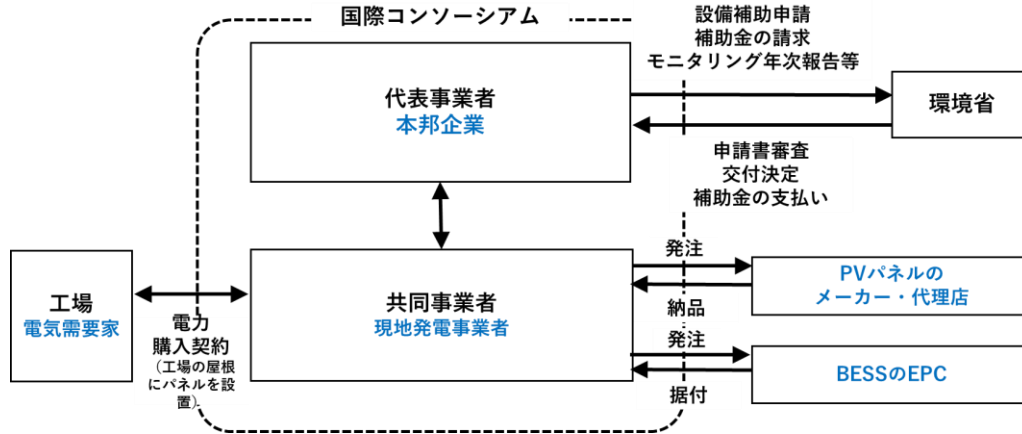 国際コンソーシアム
設備補助申請
補助金の請求
モニタリング年次報告等
代表事業者
本邦企業
環境省
申請書審査
交付決定
補助金の支払い
発注
PVパネルの
メーカー・代理店
納品
工場
電気需要家
共同事業者
現地発電事業者
電力
購入契約
（工場の屋根
にパネルを設
置）
発注
BESSのEPC
据付